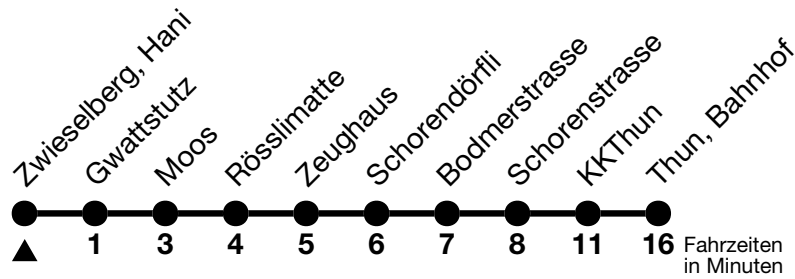 Zwieselberg, Hani
Gwattstutz
Moos
Rösslimatte
Zeughaus
Schorendörfli
Bodmerstrasse
Schorenstrasse
KKThun
Thun, Bahnhof
1 3 4 5 6 7 8 11 16 Fahrzeiten
in Minuten